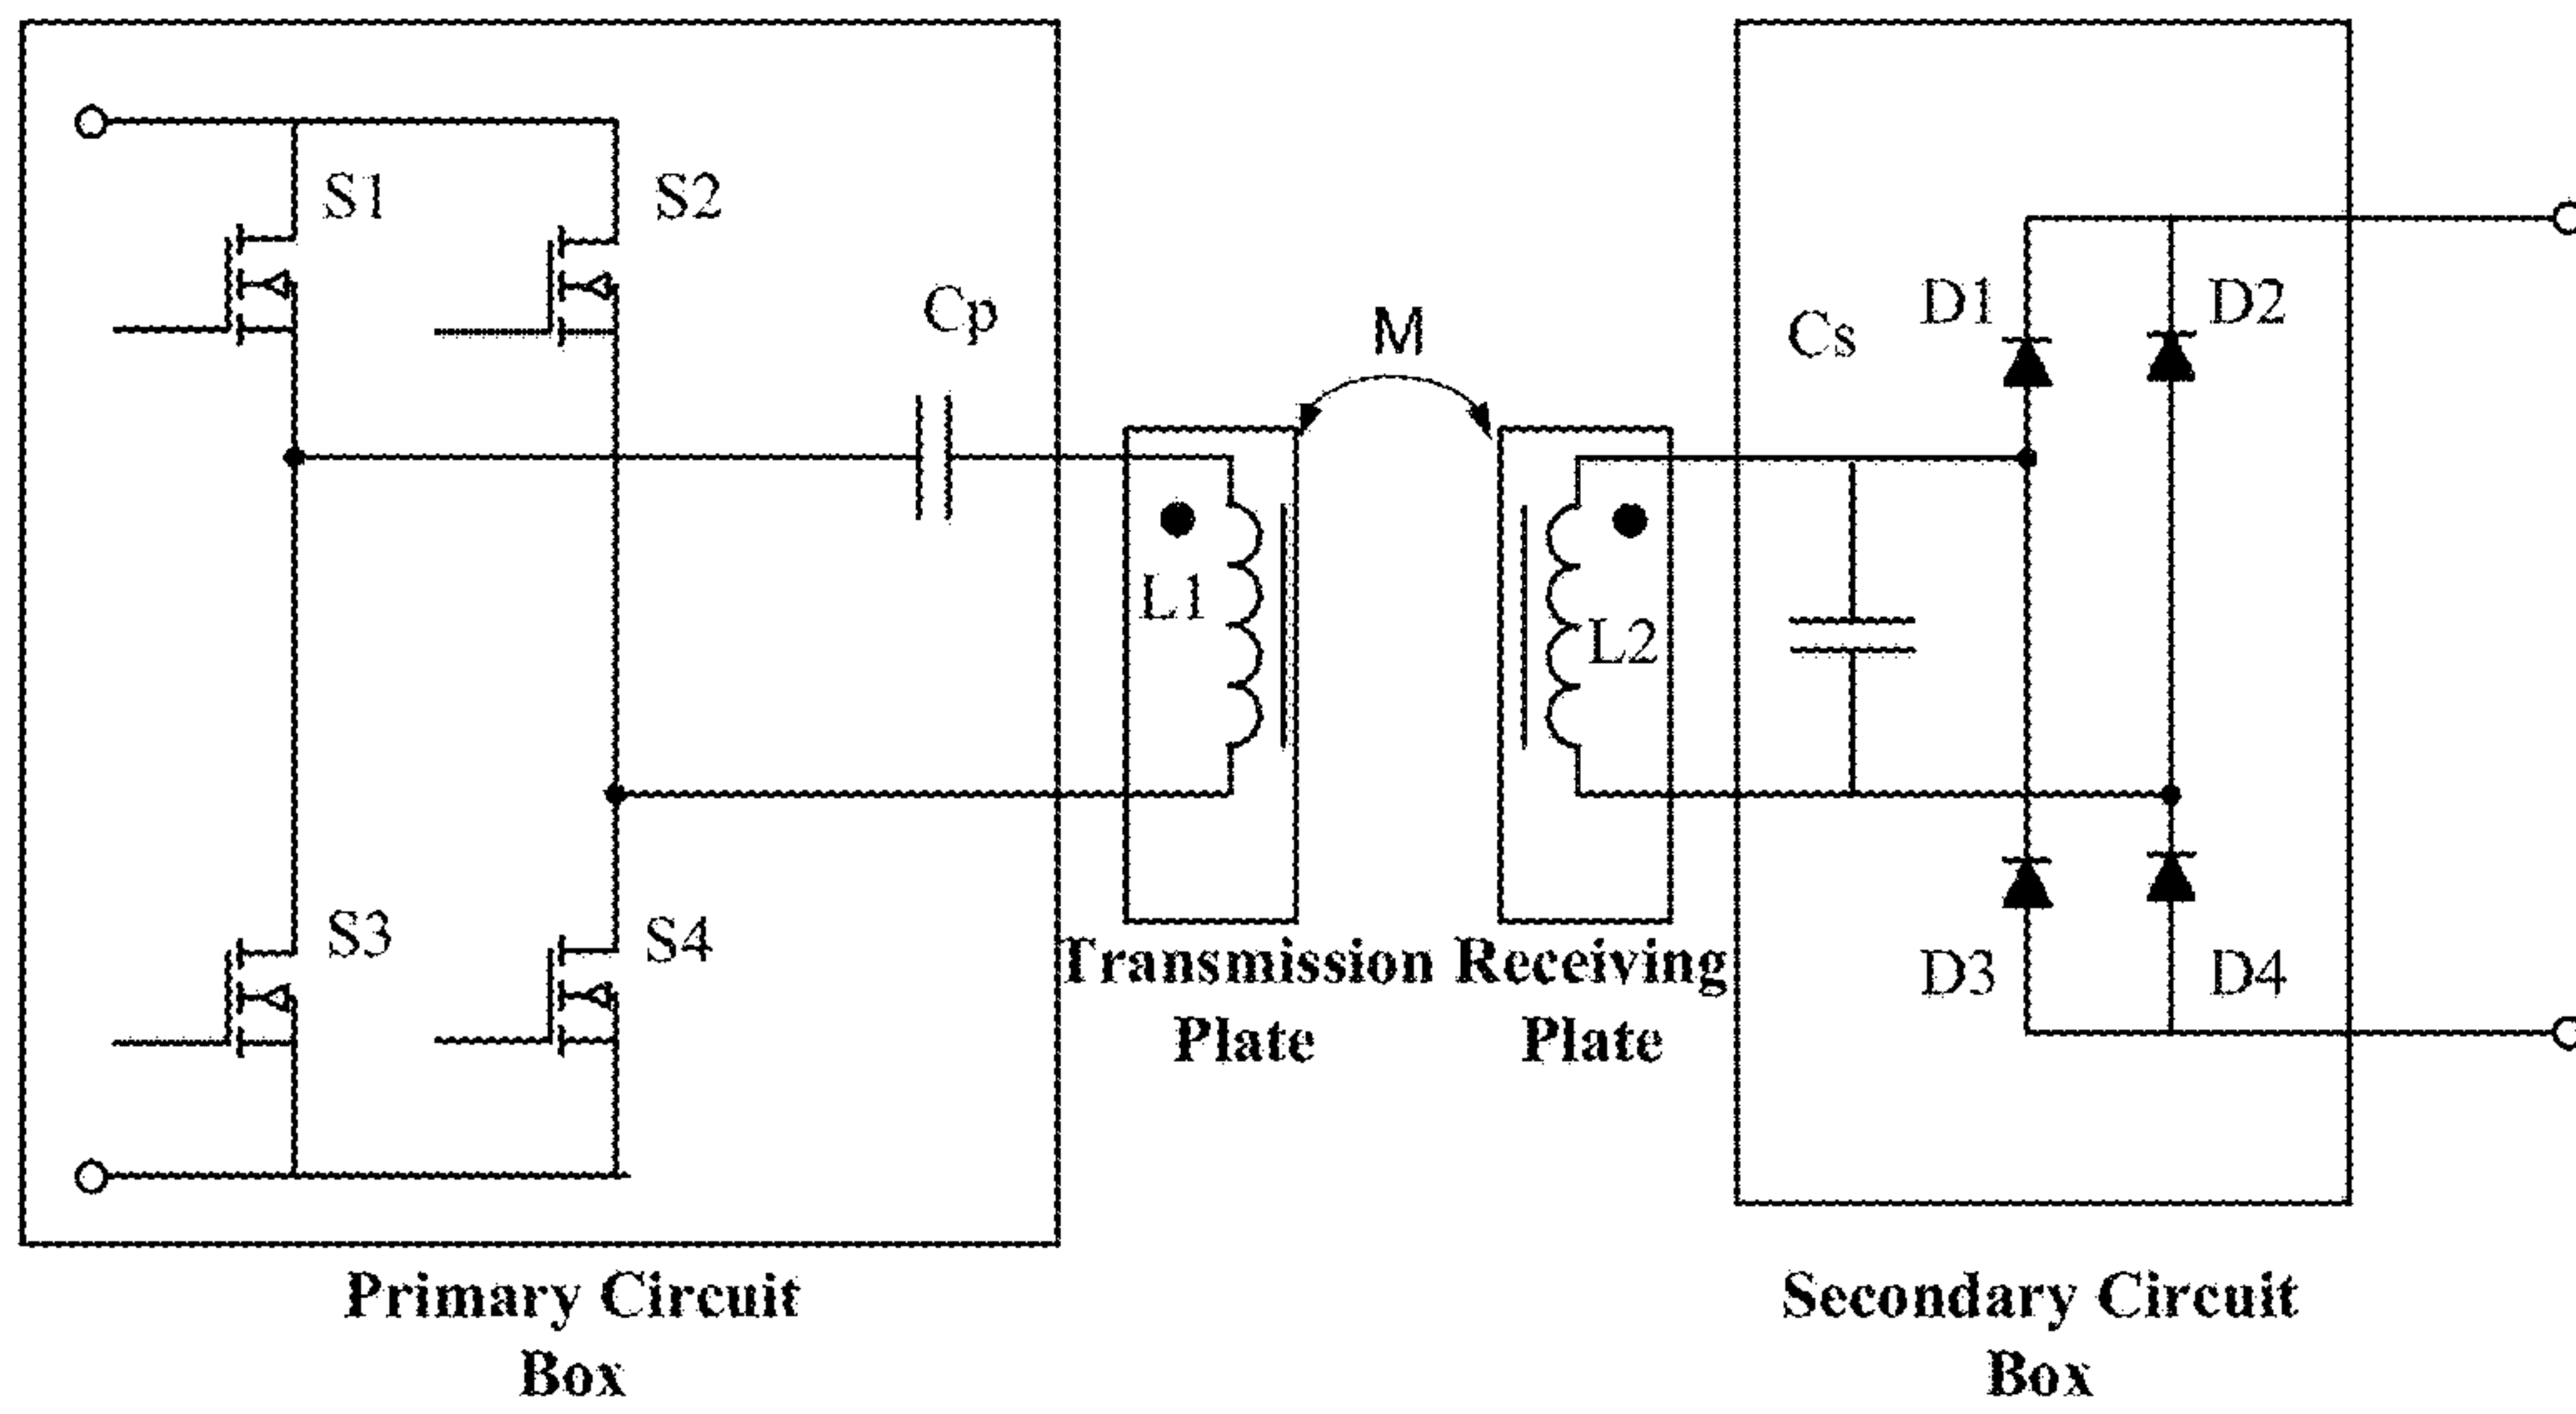 S1
S2
Cp
M
Cs
D1
D2
L1
L2
S3
S4
D3
D4
Transmission
Plate
Receiving
Plate
Primary Circuit
Box
Secondary Circuit
Box